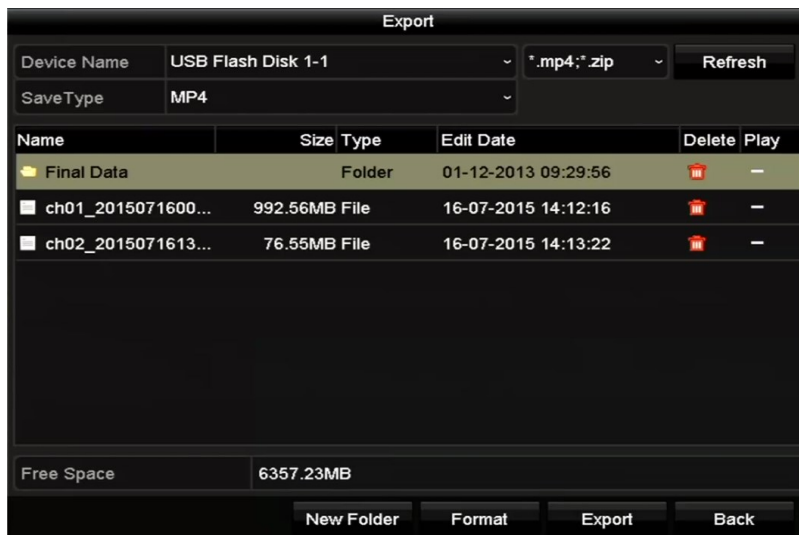 Export
Device Name USB Flash Disk 1-1 *.mp4;*.zip Refresh
SaveType MP4
Name Size Type Edit Date Delete Play
Final Data Folder 01-12-2013 09:29:56
ch01_2015071600... 992.56MB File 16-07-2015 14:12:16
ch02_2015071613... 76.55MB File 16-07-2015 14:13:22
Free Space 6357.23MB
New Folder Format Export Back